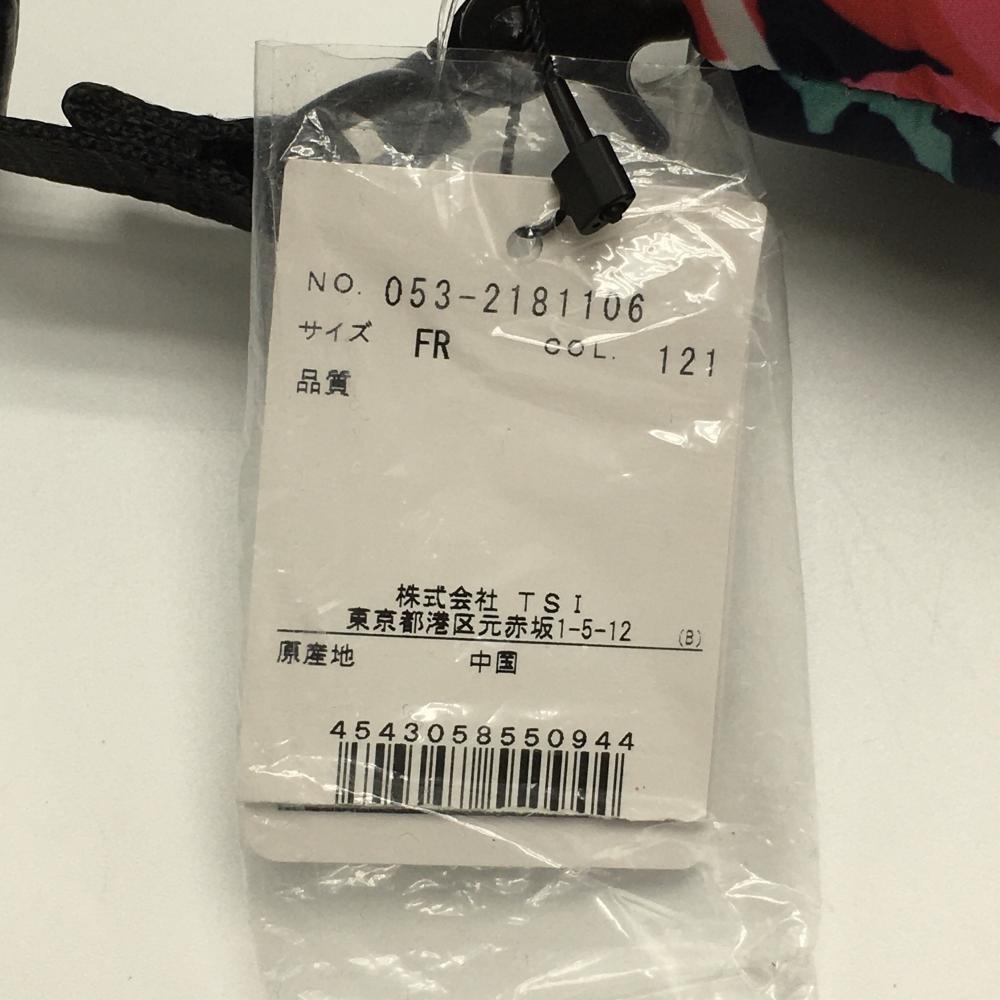 NO. 053-2181106
サイズ FR COL. 121
品質
株式会社 TSI
東京都港区元赤坂1-5-12 (B)
原産地 中国
4543058550944